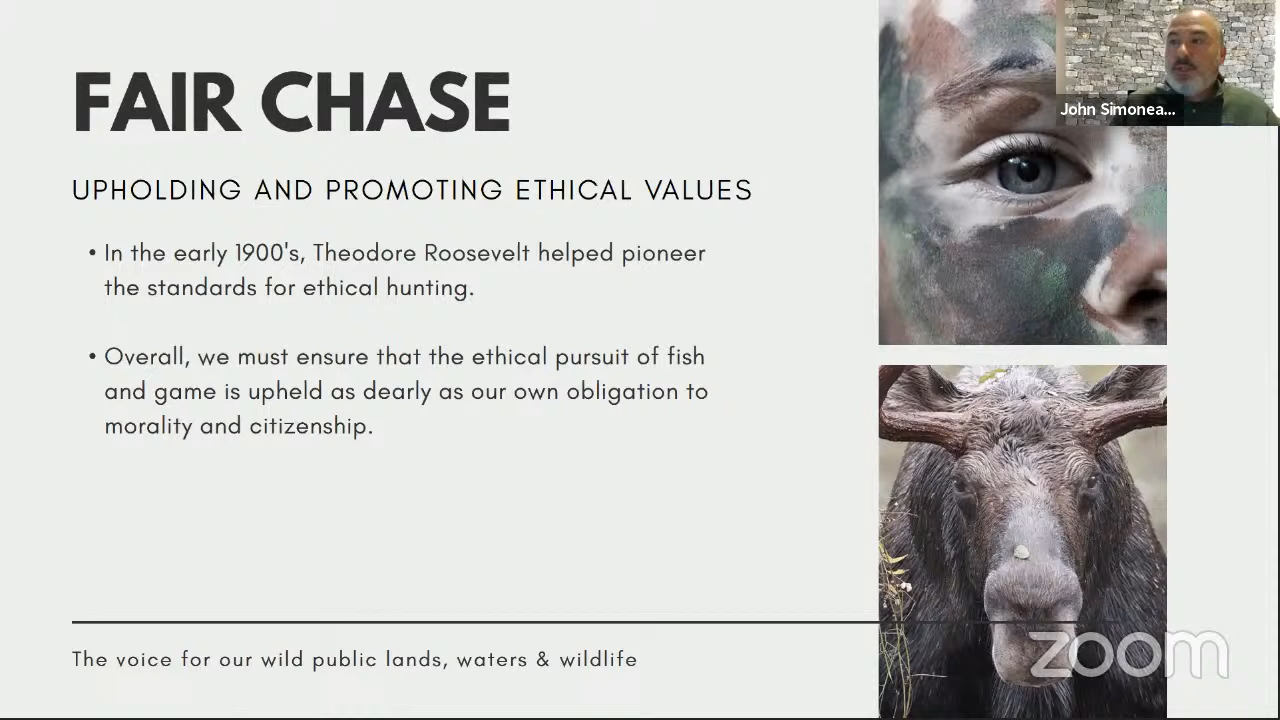 FAIR CHASE
UPHOLDING AND PROMOTING ETHICAL VALUES
• In the early 1900's, Theodore Roosevelt helped pioneer
the standards for ethical hunting.
• Overall, we must ensure that the ethical pursuit of fish
and game is upheld as dearly as our own obligation to
morality and citizenship.
The voice for our wild public lands, waters & wildlife
John Simonea...
zoom